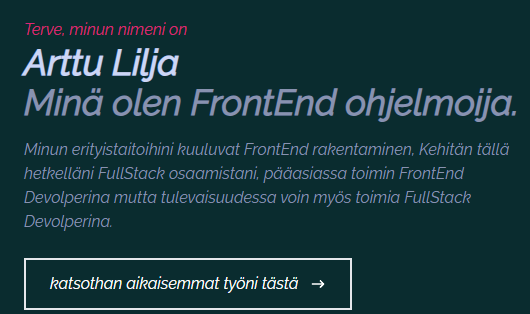 Terve, minun nimeni on
Arttu Lilja
Minä olen FrontEnd ohjelmoija.
Minun erityistaitoihini kuuluvat FrontEnd rakentaminen, Kehitän tällä
hetkelläni FullStack osaamistani, pääasiassa toimin FrontEnd
Devolperina mutta tulevaisuudessa voin myös toimia FullStack
Devolperina.
katsothan aikaisemmat työni tästä →